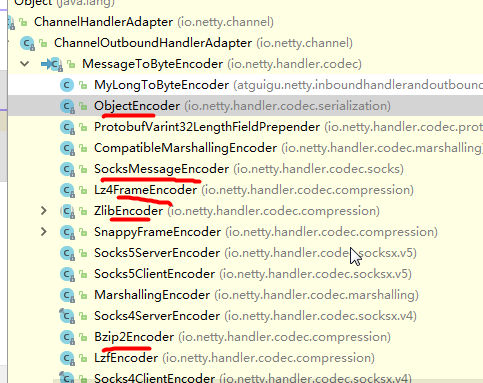 Object (java.lang)
ChannelHandlerAdapter (io.netty.channel)
ChannelOutboundHandlerAdapter (io.netty.channel)
MessageToByteEncoder (io.netty.handler.codec)
MyLongToByteEncoder (atguigu.netty.inboundhandlerandoutbound
ObjectEncoder (io.netty.handler.codec.serialization)
ProtobufVarint32LengthFieldPrepender (io.netty.handler.codec.prot
CompatibleMarshallingEncoder (io.netty.handler.codec.marshalling)
SocksMessageEncoder (io.netty.handler.codec.socks)
Lz4FrameEncoder (io.netty.handler.codec.compression)
ZlibEncoder (io.netty.handler.codec.compression)
SnappyFrameEncoder (io.netty.handler.codec.compression)
Socks5ServerEncoder (io.netty.handler.codec.socksx.v5)
Socks5ClientEncoder (io.netty.handler.codec.socksx.v5)
MarshallingEncoder (io.netty.handler.codec.marshalling)
Socks4ServerEncoder (io.netty.handler.codec.socksx.v4)
Bzip2Encoder (io.netty.handler.codec.compression)
LzfEncoder (io.netty.handler.codec.compression)
Socks4ClientEncoder (io.netty.handler.codec.socksx.v4)